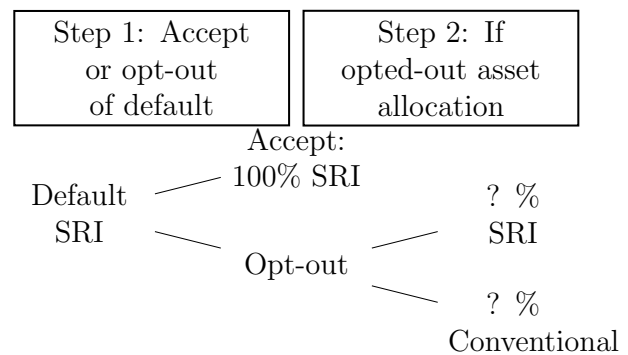 Step 1: Accept
or opt-out
of default
Step 2: If
opted-out asset
allocation
Accept:
100% SRI
Default
SRI
Opt-out
? %
SRI
? %
Conventional